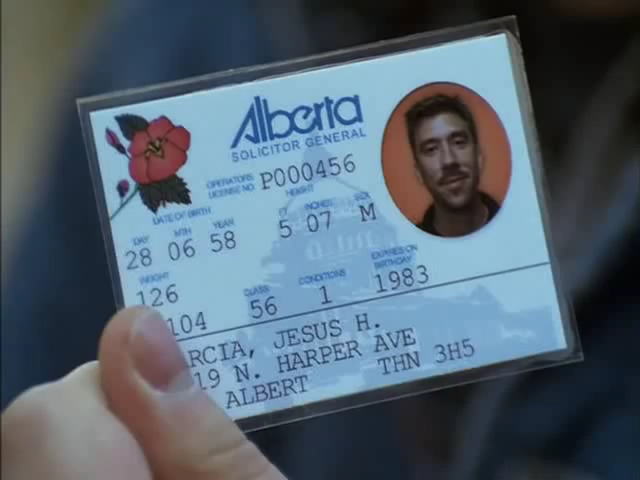 Alberta
SOLICITOR GENERAL
OPERATORS
LICENSE NO. P000456
DATE OF BIRTH HEIGHT
DAY MTH YEAR FT INCHES SEX
28 06 58 5 07 M
WEIGHT CLASS CONDITIONS EXPIRES ON
BIRTHDAY
126 56 1 1983
104
RCIA, JESUS H.
19 N. HARPER AVE
ALBERT THN 3H5